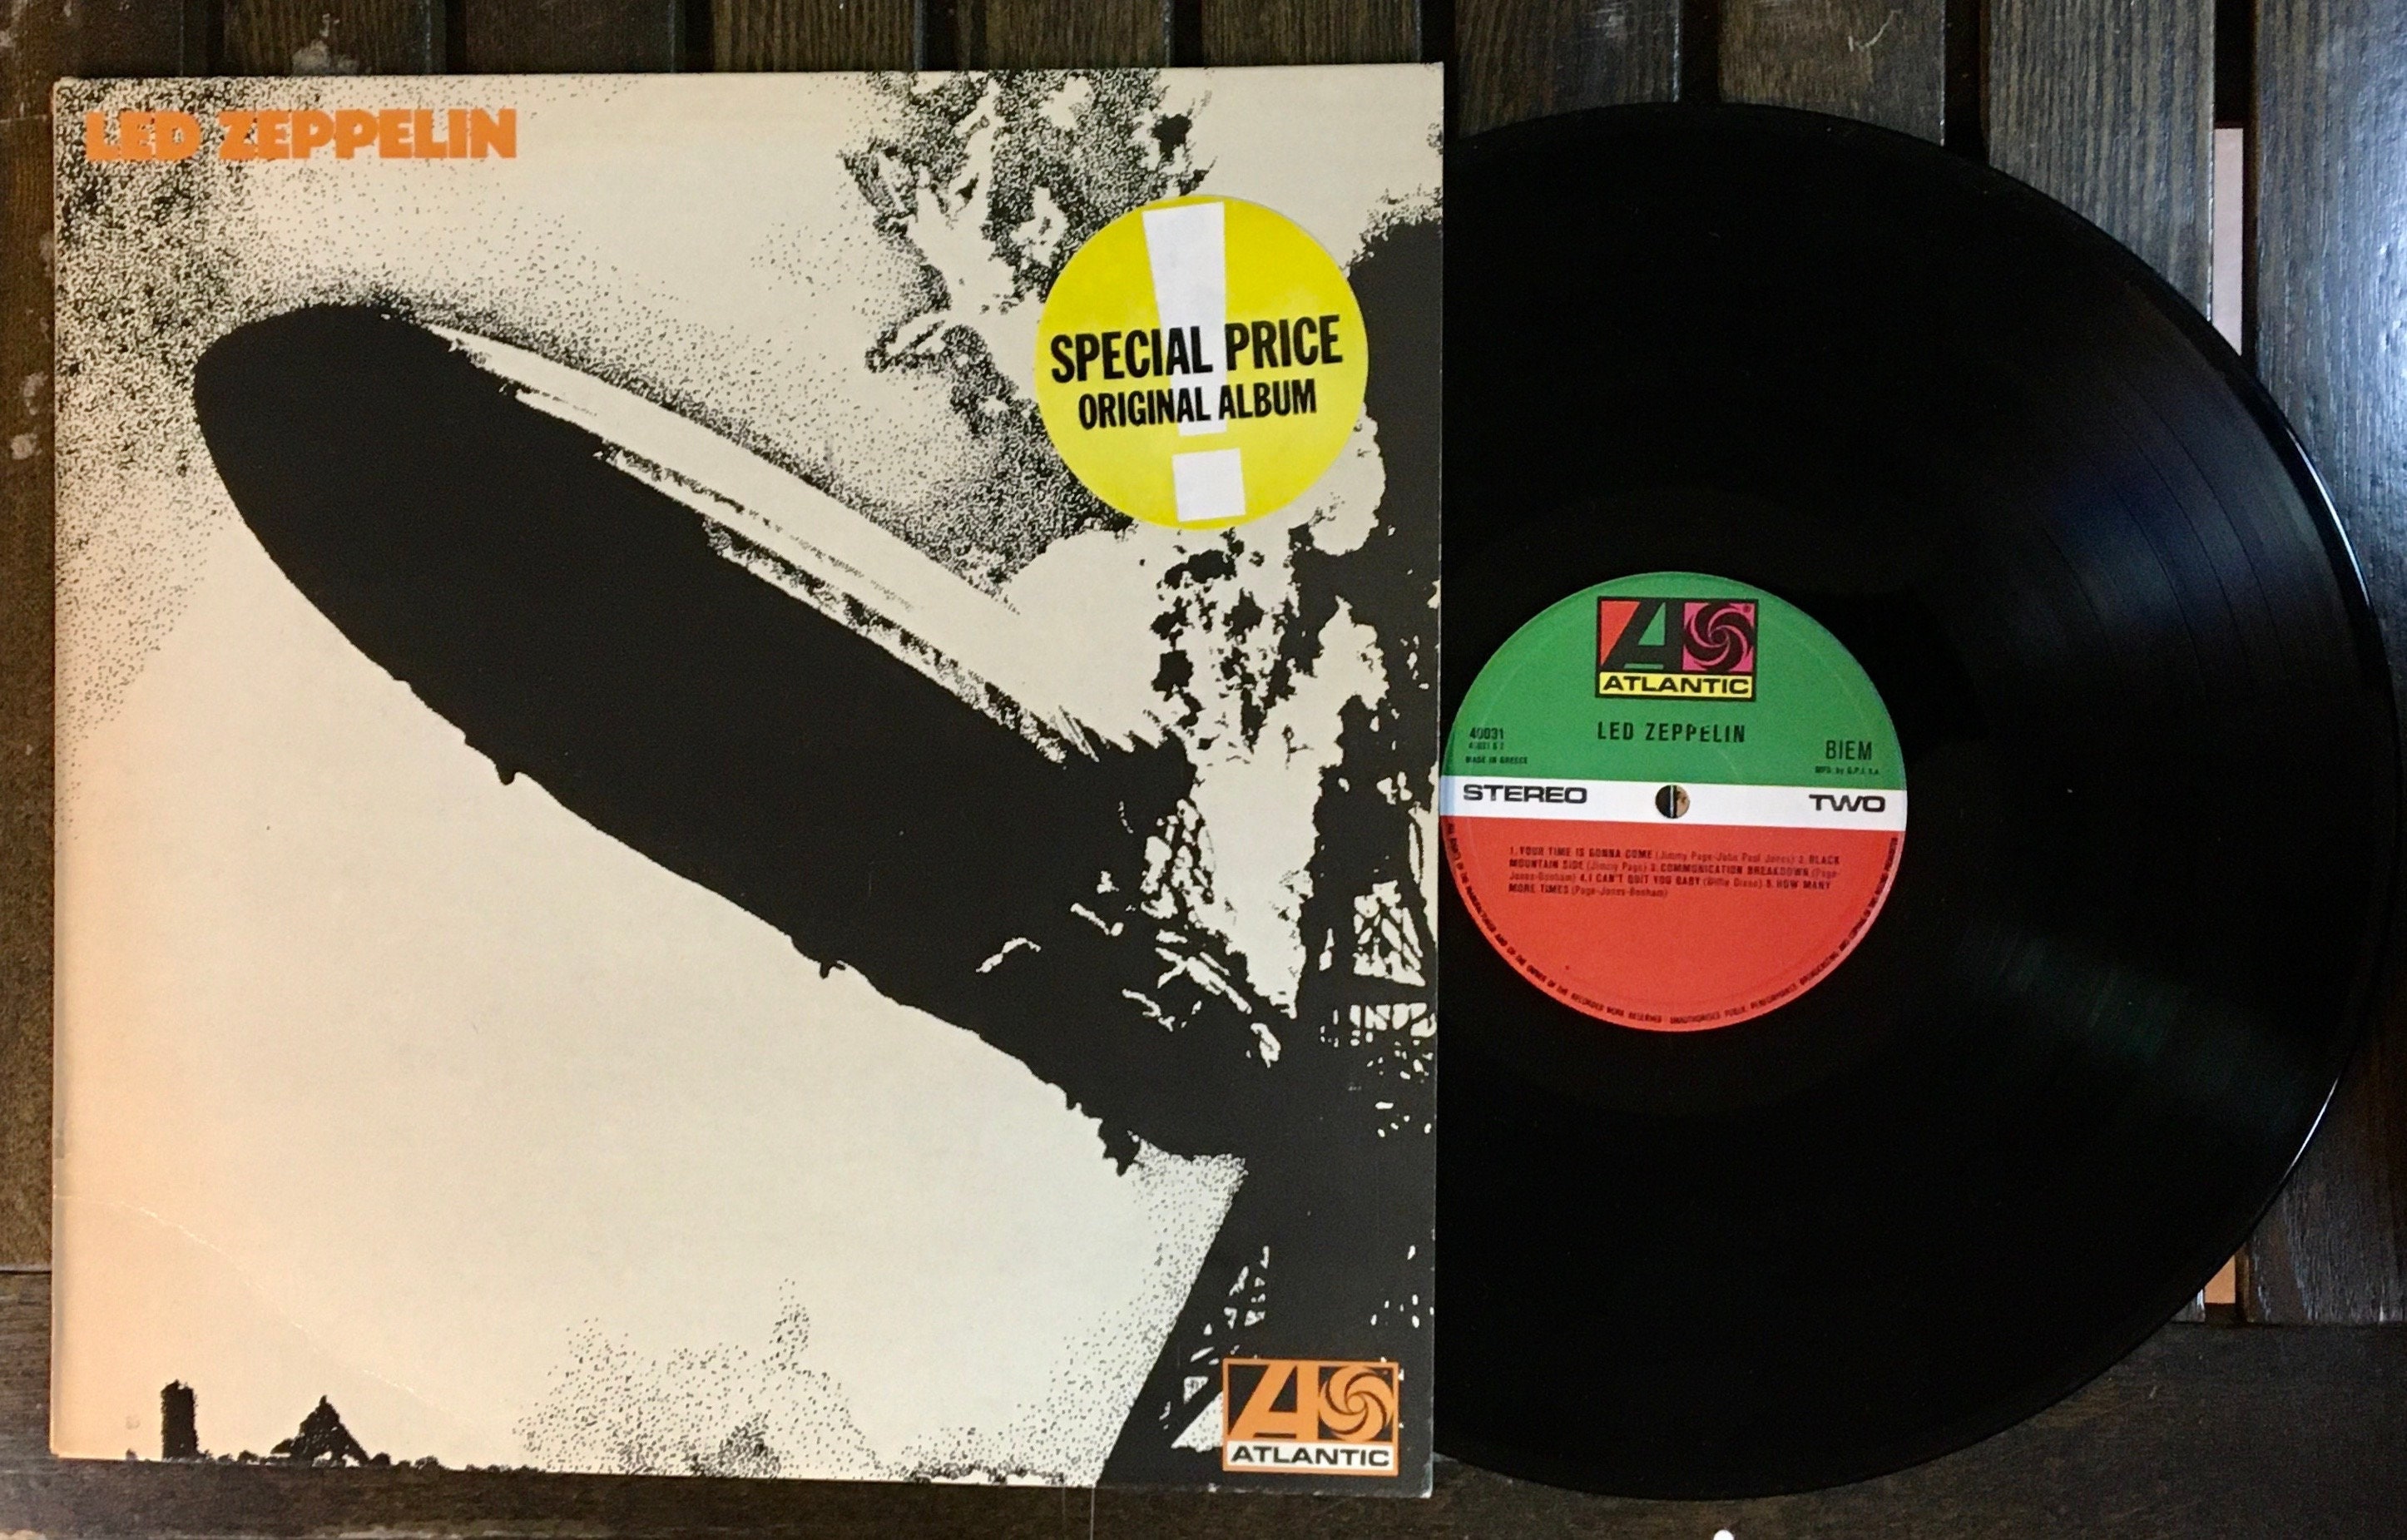 LED ZEPPELIN
SPECIAL PRICE
ORIGINAL ALBUM
ATLANTIC
ATLANTIC
LED ZEPPELIN
40031
MADE IN GREECE
BIEM
STEREO
TWO
1. YOUR TIME IS GONNA COME (Jimmy Page-John Paul Jones) 2. BLACK
MOUNTAIN SIDE (Jimmy Page) 3. COMMUNICATION BREAKDOWN (Page-
Jones-Bonham) 4. I CAN'T QUIT YOU BABY (Willie Dixon) 5. HOW MANY
MORE TIMES (Page-Jones-Bonham)